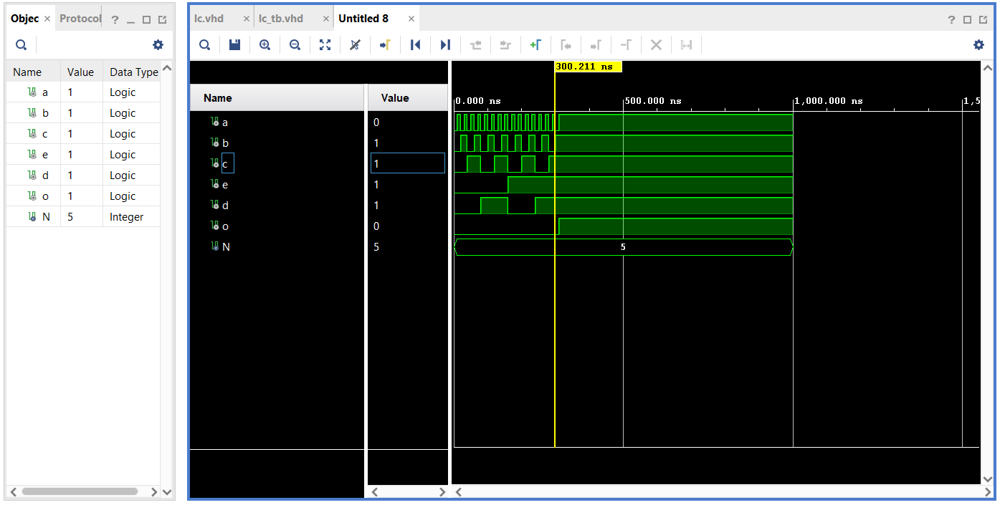 Objec × Protocol ?
Name Value Data Type
a 1 Logic
b 1 Logic
c 1 Logic
e 1 Logic
d 1 Logic
o 1 Logic
N 5 Integer
lc.vhd × lc_tb.vhd × Untitled 8 × ?
300.211 ns
Name Value
0.000 ns 500.000 ns 1,000.000 ns 1,5
a 0
b 1
c 1
e 1
d 1
o 0
N 5 5